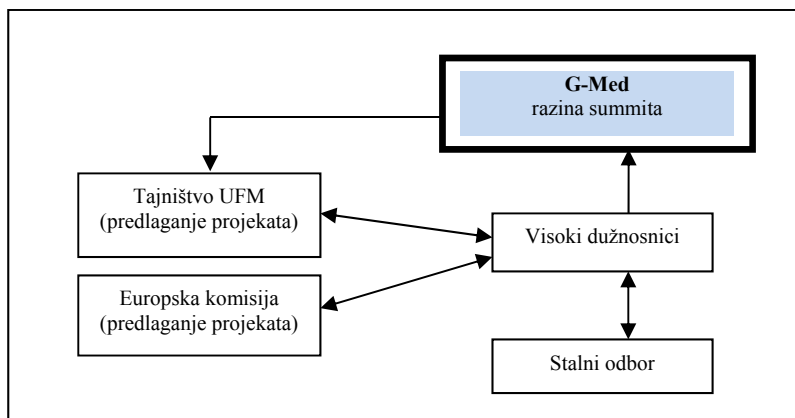 G-Med
razina summita
Tajništvo UFM
(predlaganje projekata)
Visoki dužnosnici
Europska komisija
(predlaganje projekata)
Stalni odbor